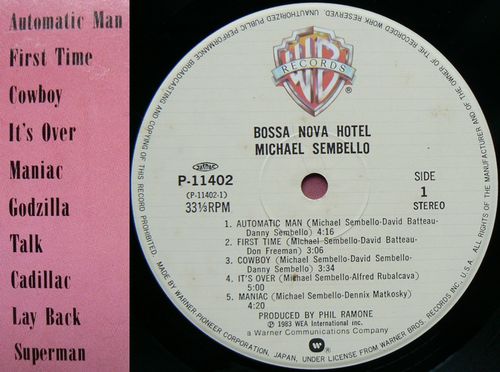 Automatic Man
First Time
Cowboy
It's Over
Maniac
Godzilla
Talk
Cadillac
Lay Back
Superman
UNAUTHORIZED PUBLIC PERFORMANCE BROADCASTING AND COPYING OF THIS RECORD PROHIBITED.
ALL RIGHTS OF THE MANUFACTURER AND OF THE OWNER OF THE RECORDED WORK RESERVED.
WB
RECORDS
®
BOSSA NOVA HOTEL
MICHAEL SEMBELLO
P-11402
(P-11402-1)
33⅓RPM
SIDE
1
STEREO
1. AUTOMATIC MAN (Michael Sembello-David Batteau-
Danny Sembello) 4:16
2. FIRST TIME (Michael Sembello-David Batteau-
Don Freeman) 3:06
3. COWBOY (Michael Sembello-David Batteau-
Danny Sembello) 3:34
4. IT'S OVER (Michael Sembello-Alfred Rubalcava)
5:00
5. MANIAC (Michael Sembello-Dennix Matkosky)
4:20
PRODUCED BY PHIL RAMONE
Ⓟ 1983 WEA International Inc.
a Warner Communications Company
MADE BY WARNER-PIONEER CORPORATION, JAPAN, UNDER LICENSE FROM WARNER BROS. RECORDS INC., U.S.A.